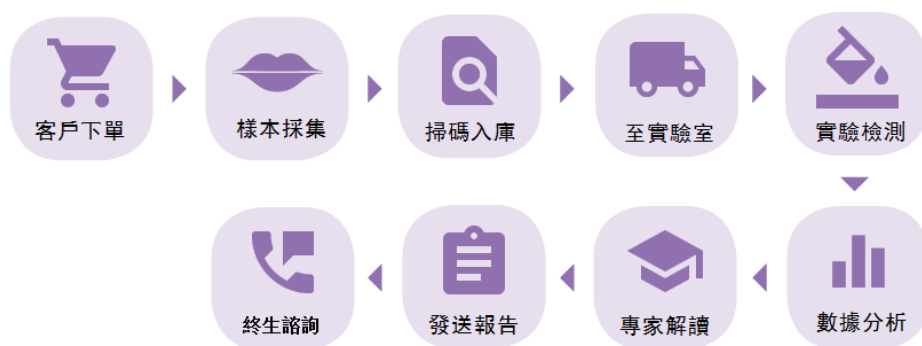 客戶下單
樣本採集
掃碼入庫
至實驗室
實驗檢測
數據分析
專家解讀
發送報告
終生諮詢